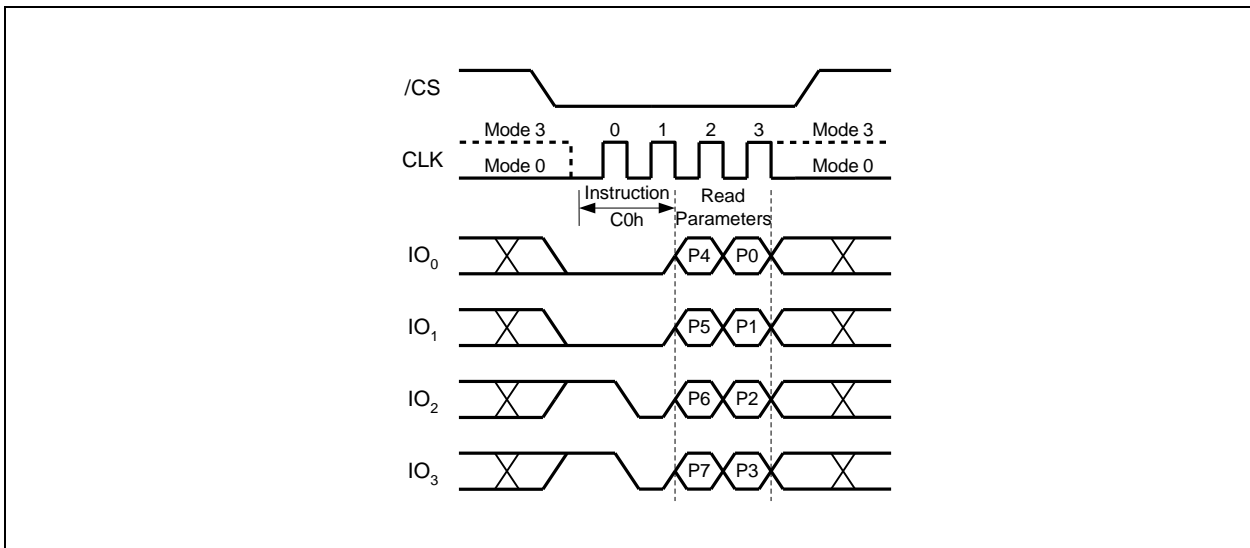 /CS
Mode 3 0 1 2 3 Mode 3
CLK
Mode 0 Mode 0
Instruction Read
C0h Parameters
IO0 P4 P0
IO1 P5 P1
IO2 P6 P2
IO3 P7 P3